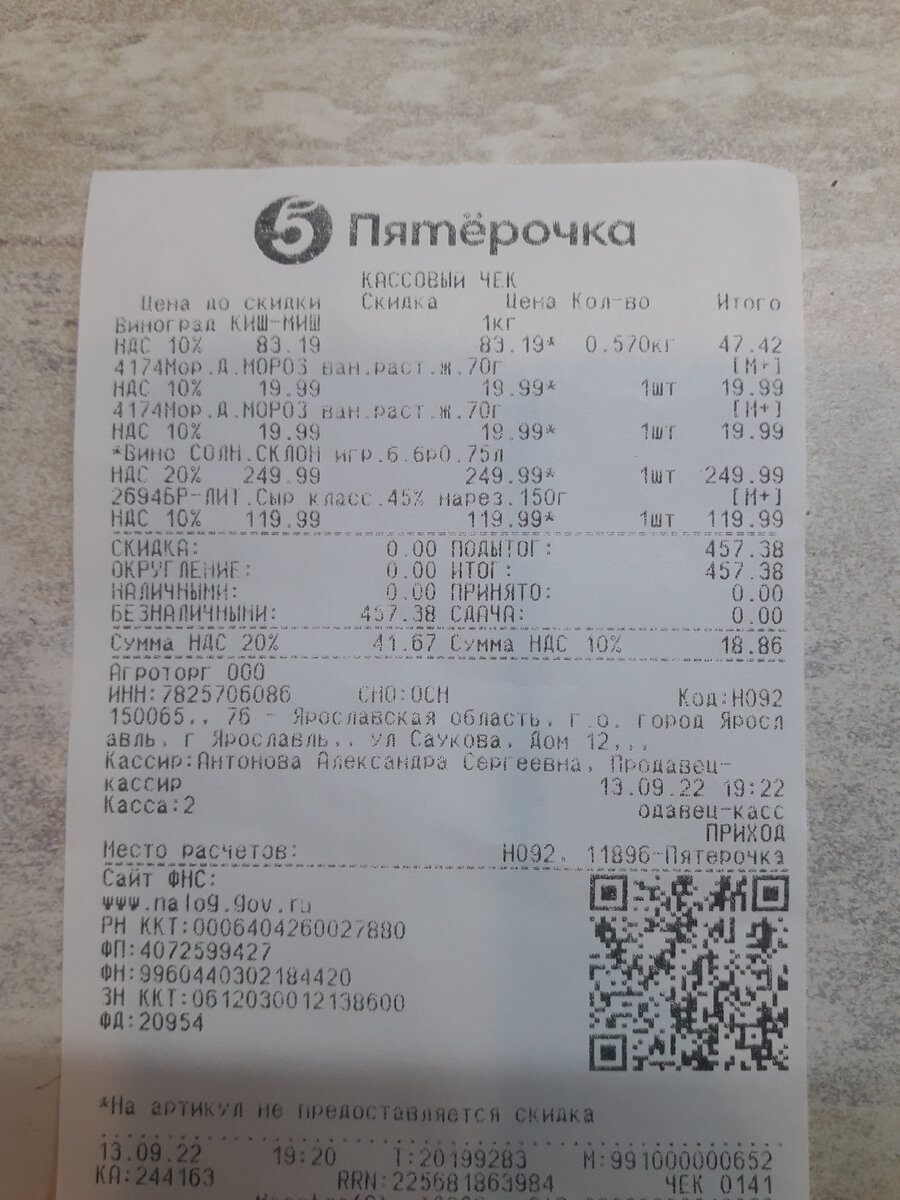 5 Пятёрочка
КАССОВЫЙ ЧЕК
Цена до скидки Скидка Цена Кол-во Итого
Виноград КИШ-МИШ 1кг
НДС 10% 83.19 83.19* 0.570кг 47.42
4174Мор.Д.МОРОЗ ван.раст.ж.70г [М+]
НДС 10% 19.99 19.99* 1шт 19.99
4174Мор.Д.МОРОЗ ван.раст.ж.70г [М+]
НДС 10% 19.99 19.99* 1шт 19.99
*Вино СОЛН.СКЛОН игр.б.бр0.75л
НДС 20% 249.99 249.99* 1шт 249.99
2694БР-ЛИТ.Сыр класс.45% нарез.150г [М+]
НДС 10% 119.99 119.99* 1шт 119.99
СКИДКА: 0.00 ПОДЫТОГ: 457.38
ОКРУГЛЕНИЕ: 0.00 ИТОГ: 457.38
НАЛИЧНЫМИ: 0.00 ПРИНЯТО: 0.00
БЕЗНАЛИЧНЫМИ: 457.38 СДАЧА: 0.00
Сумма НДС 20% 41.67 Сумма НДС 10% 18.86
Агроторг ООО
ИНН:7825706086 СНО:ОСН Код:Н092
150065,, 76 - Ярославская область, г.о. город Яросл
авль, г Ярославль,, ул Саукова, Дом 12,,,
Кассир:Антонова Александра Сергеевна, Продавец-
кассир 13.09.22 19:22
Касса:2 одавец-касс
ПРИХОД
Место расчетов: Н092, 11896-Пятерочка
Сайт ФНС:
www.nalog.gov.ru
РН ККТ:0006404260027880
ФП:4072599427
ФН:9960440302184420
ЗН ККТ:0612030012138600
ФД:20954
*На артикул не предоставляется скидка
13.09.22 19:20 Т:20199283 М:991000000652
КА:244163 RRN:225681863984 ЧЕК 0141